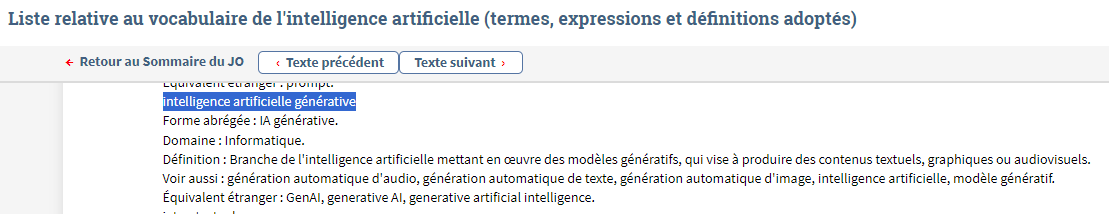 Liste relative au vocabulaire de l'intelligence artificielle (termes, expressions et définitions adoptés)
← Retour au Sommaire du JO ‹ Texte précédent Texte suivant ›
Équivalent étranger : prompt.
intelligence artificielle générative
Forme abrégée : IA générative.
Domaine : Informatique.
Définition : Branche de l'intelligence artificielle mettant en œuvre des modèles génératifs, qui vise à produire des contenus textuels, graphiques ou audiovisuels.
Voir aussi : génération automatique d'audio, génération automatique de texte, génération automatique d'image, intelligence artificielle, modèle génératif.
Équivalent étranger : GenAI, generative AI, generative artificial intelligence.